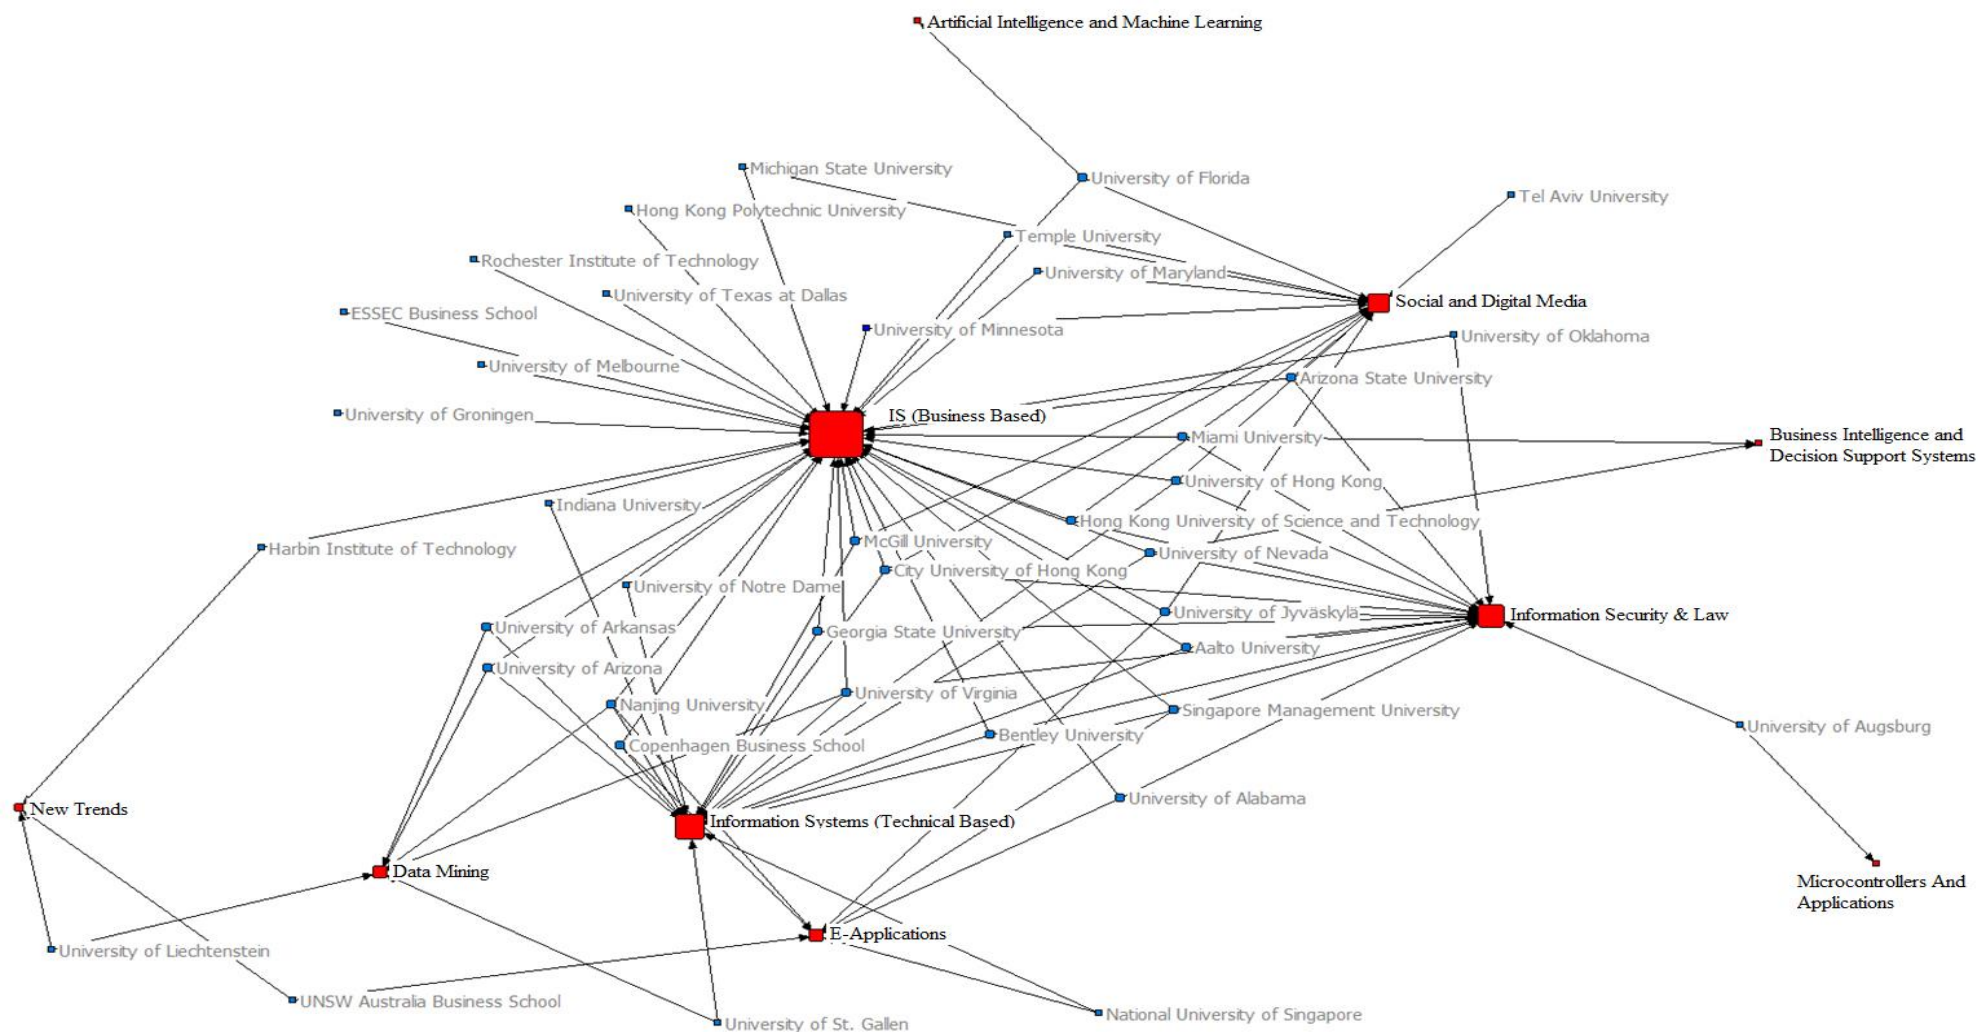 Artificial Intelligence and Machine Learning
Michigan State University
University of Florida
Tel Aviv University
Hong Kong Polytechnic University
Temple University
Rochester Institute of Technology
University of Maryland
University of Texas at Dallas
Social and Digital Media
ESSEC Business School
University of Minnesota
University of Oklahoma
University of Melbourne
Arizona State University
University of Groningen
IS (Business Based)
Miami University
Business Intelligence and
Decision Support Systems
University of Hong Kong
Indiana University
Hong Kong University of Science and Technology
Harbin Institute of Technology
McGill University
University of Nevada
City University of Hong Kong
University of Notre Dame
University of Jyväskylä
Information Security & Law
University of Arkansas
Georgia State University
Aalto University
University of Arizona
University of Virginia
Nanjing University
Singapore Management University
University of Augsburg
Bentley University
Copenhagen Business School
University of Alabama
New Trends
Information Systems (Technical Based)
Data Mining
Microcontrollers And
Applications
E-Applications
University of Liechtenstein
UNSW Australia Business School
National University of Singapore
University of St. Gallen